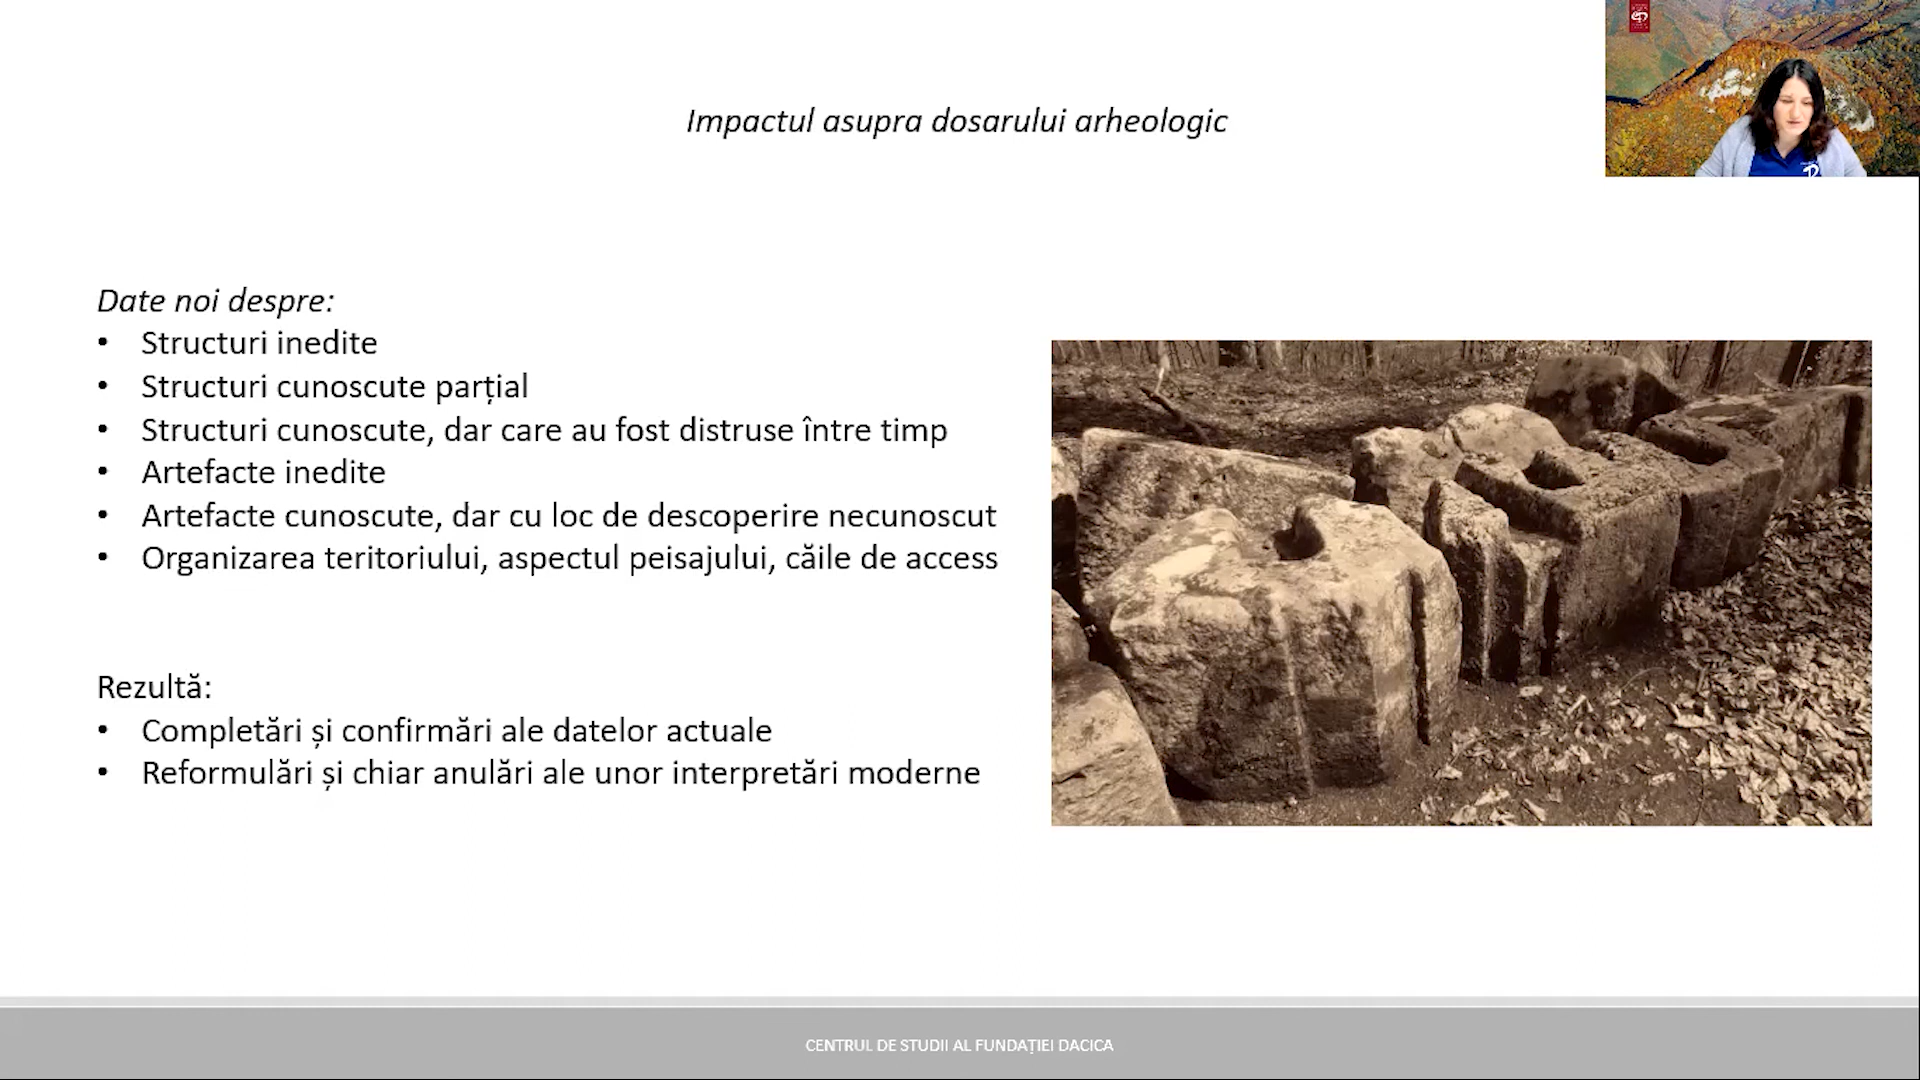 Impactul asupra dosarului arheologic
Date noi despre:
• Structuri inedite
• Structuri cunoscute parțial
• Structuri cunoscute, dar care au fost distruse între timp
• Artefacte inedite
• Artefacte cunoscute, dar cu loc de descoperire necunoscut
• Organizarea teritoriului, aspectul peisajului, căile de access
Rezultă:
• Completări și confirmări ale datelor actuale
• Reformulări și chiar anulări ale unor interpretări moderne
CENTRUL DE STUDII AL FUNDAȚIEI DACICA